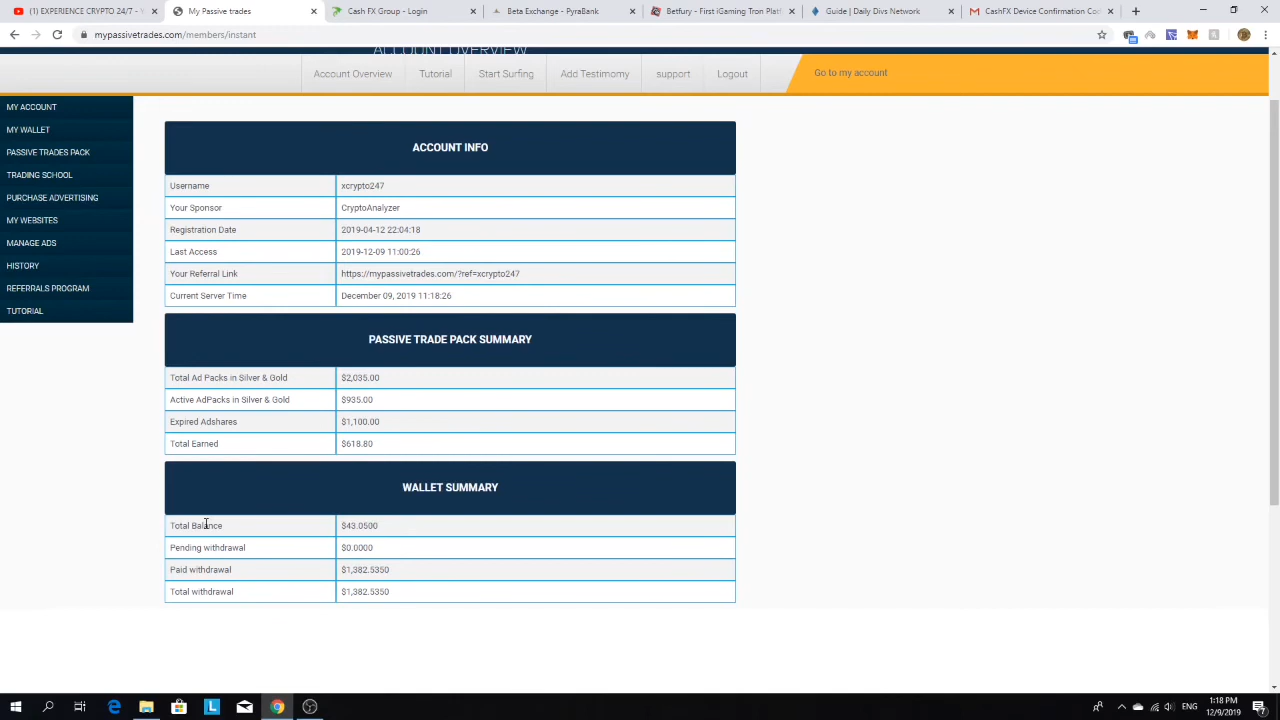 (1) EXPERIENCE CRYPTO 24/7 -
My Passive trades
Cash FX Group - Login
Beta Exchange - PyraBank
Betfury - First iGaming Tron Plat
Guide | Daily Divs Network
CashFX Device Confirmation Co
mypassivetrades.com/members/instant
ACCOUNT OVERVIEW
Account Overview
Tutorial
Start Surfing
Add Testimomy
support
Logout
Go to my account
MY ACCOUNT
MY WALLET
PASSIVE TRADES PACK
TRADING SCHOOL
PURCHASE ADVERTISING
MY WEBSITES
MANAGE ADS
HISTORY
REFERRALS PROGRAM
TUTORIAL
ACCOUNT INFO
Username xcrypto247
Your Sponsor CryptoAnalyzer
Registration Date 2019-04-12 22:04:18
Last Access 2019-12-09 11:00:26
Your Referral Link https://mypassivetrades.com/?ref=xcrypto247
Current Server Time December 09, 2019 11:18:26
PASSIVE TRADE PACK SUMMARY
Total Ad Packs in Silver & Gold $2,035.00
Active AdPacks in Silver & Gold $935.00
Expired Adshares $1,100.00
Total Earned $618.80
WALLET SUMMARY
Total Balance $43.0500
Pending withdrawal $0.0000
Paid withdrawal $1,382.5350
Total withdrawal $1,382.5350
ENG
1:18 PM
12/9/2019